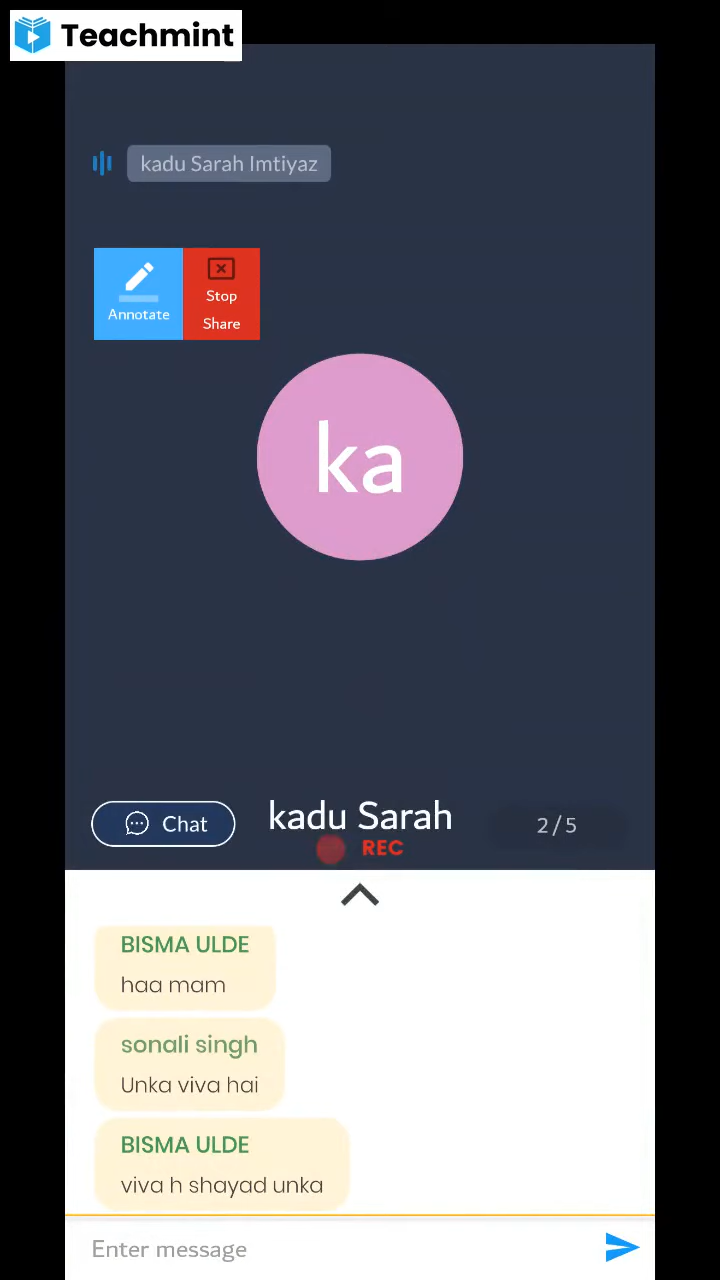 Teachmint
kadu Sarah Imtiyaz
Annotate
Stop
Share
ka
Chat
kadu Sarah
2/5
REC
BISMA ULDE
haa mam
sonali singh
Unka viva hai
BISMA ULDE
viva h shayad unka
Enter message